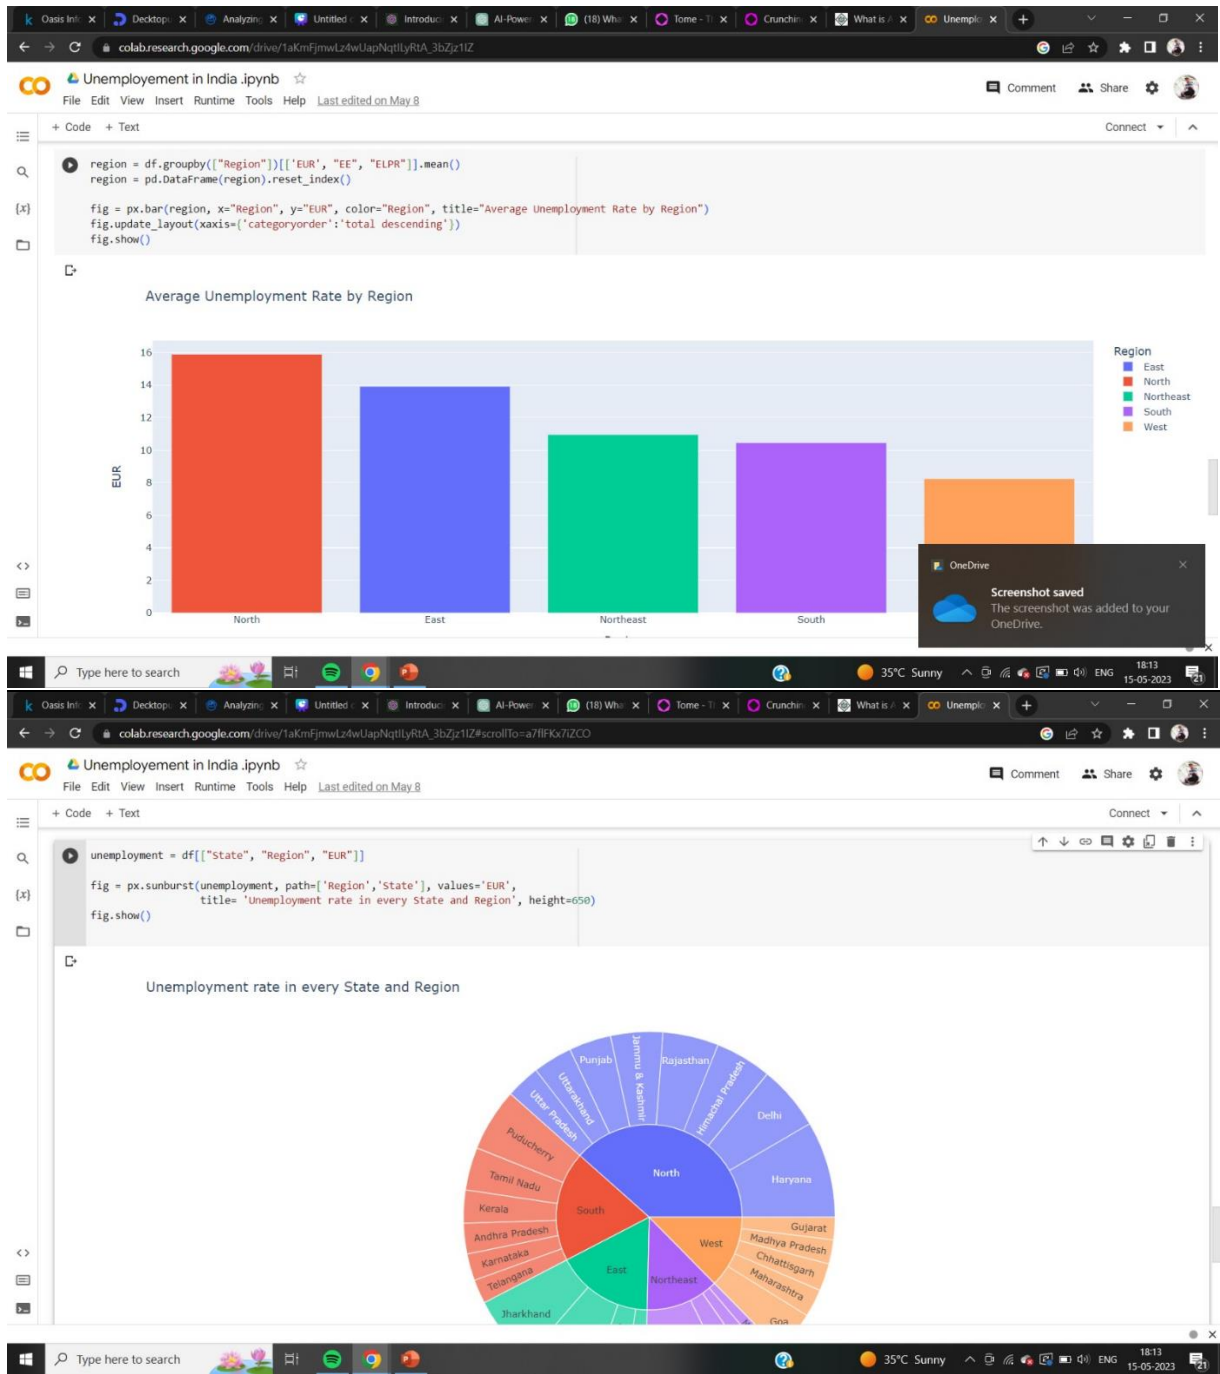 Oasis Info
Decktopu
Analyzing
Untitled
Introduc
AI-Power
(18) What
Tome - T
Crunchin
What is A
Unemplo
colab.research.google.com/drive/1aKmFjmwLz4wUapNqtlLyRtA_3bZjz1IZ
Unemployement in India .ipynb
Comment
Share
File Edit View Insert Runtime Tools Help Last edited on May 8
+ Code + Text
Connect
region = df.groupby(["Region"])[['EUR', "EE", "ELPR"]].mean()
region = pd.DataFrame(region).reset_index()
fig = px.bar(region, x="Region", y="EUR", color="Region", title="Average Unemployment Rate by Region")
fig.update_layout(xaxis={'categoryorder':'total descending'})
fig.show()
Average Unemployment Rate by Region
16
14
12
10
8
6
4
2
0
EUR
North
East
Northeast
South
Region
East
North
Northeast
South
West
OneDrive
Screenshot saved
The screenshot was added to your
OneDrive.
Type here to search
35°C Sunny
ENG
18:13
15-05-2023
21
Oasis Info
Decktopu
Analyzing
Untitled
Introduc
AI-Power
(18) What
Tome - T
Crunchin
What is A
Unemplo
colab.research.google.com/drive/1aKmFjmwLz4wUapNqtlLyRtA_3bZjz1IZ#scrollTo=a7flFKx7iZCO
Unemployement in India .ipynb
Comment
Share
File Edit View Insert Runtime Tools Help Last edited on May 8
+ Code + Text
Connect
unemployment = df[["State", "Region", "EUR"]]
fig = px.sunburst(unemployment, path=['Region','State'], values='EUR',
title= 'Unemployment rate in every State and Region', height=650)
fig.show()
Unemployment rate in every State and Region
Punjab
Jammu & Kashmir
Rajasthan
Himachal Pradesh
Uttarakhand
Uttar Pradesh
Delhi
Haryana
North
Puducherry
Tamil Nadu
Kerala
Andhra Pradesh
Karnataka
Telangana
South
Gujarat
Madhya Pradesh
Chhattisgarh
Maharashtra
Goa
West
East
Northeast
Jharkhand
Type here to search
35°C Sunny
ENG
18:13
15-05-2023
21